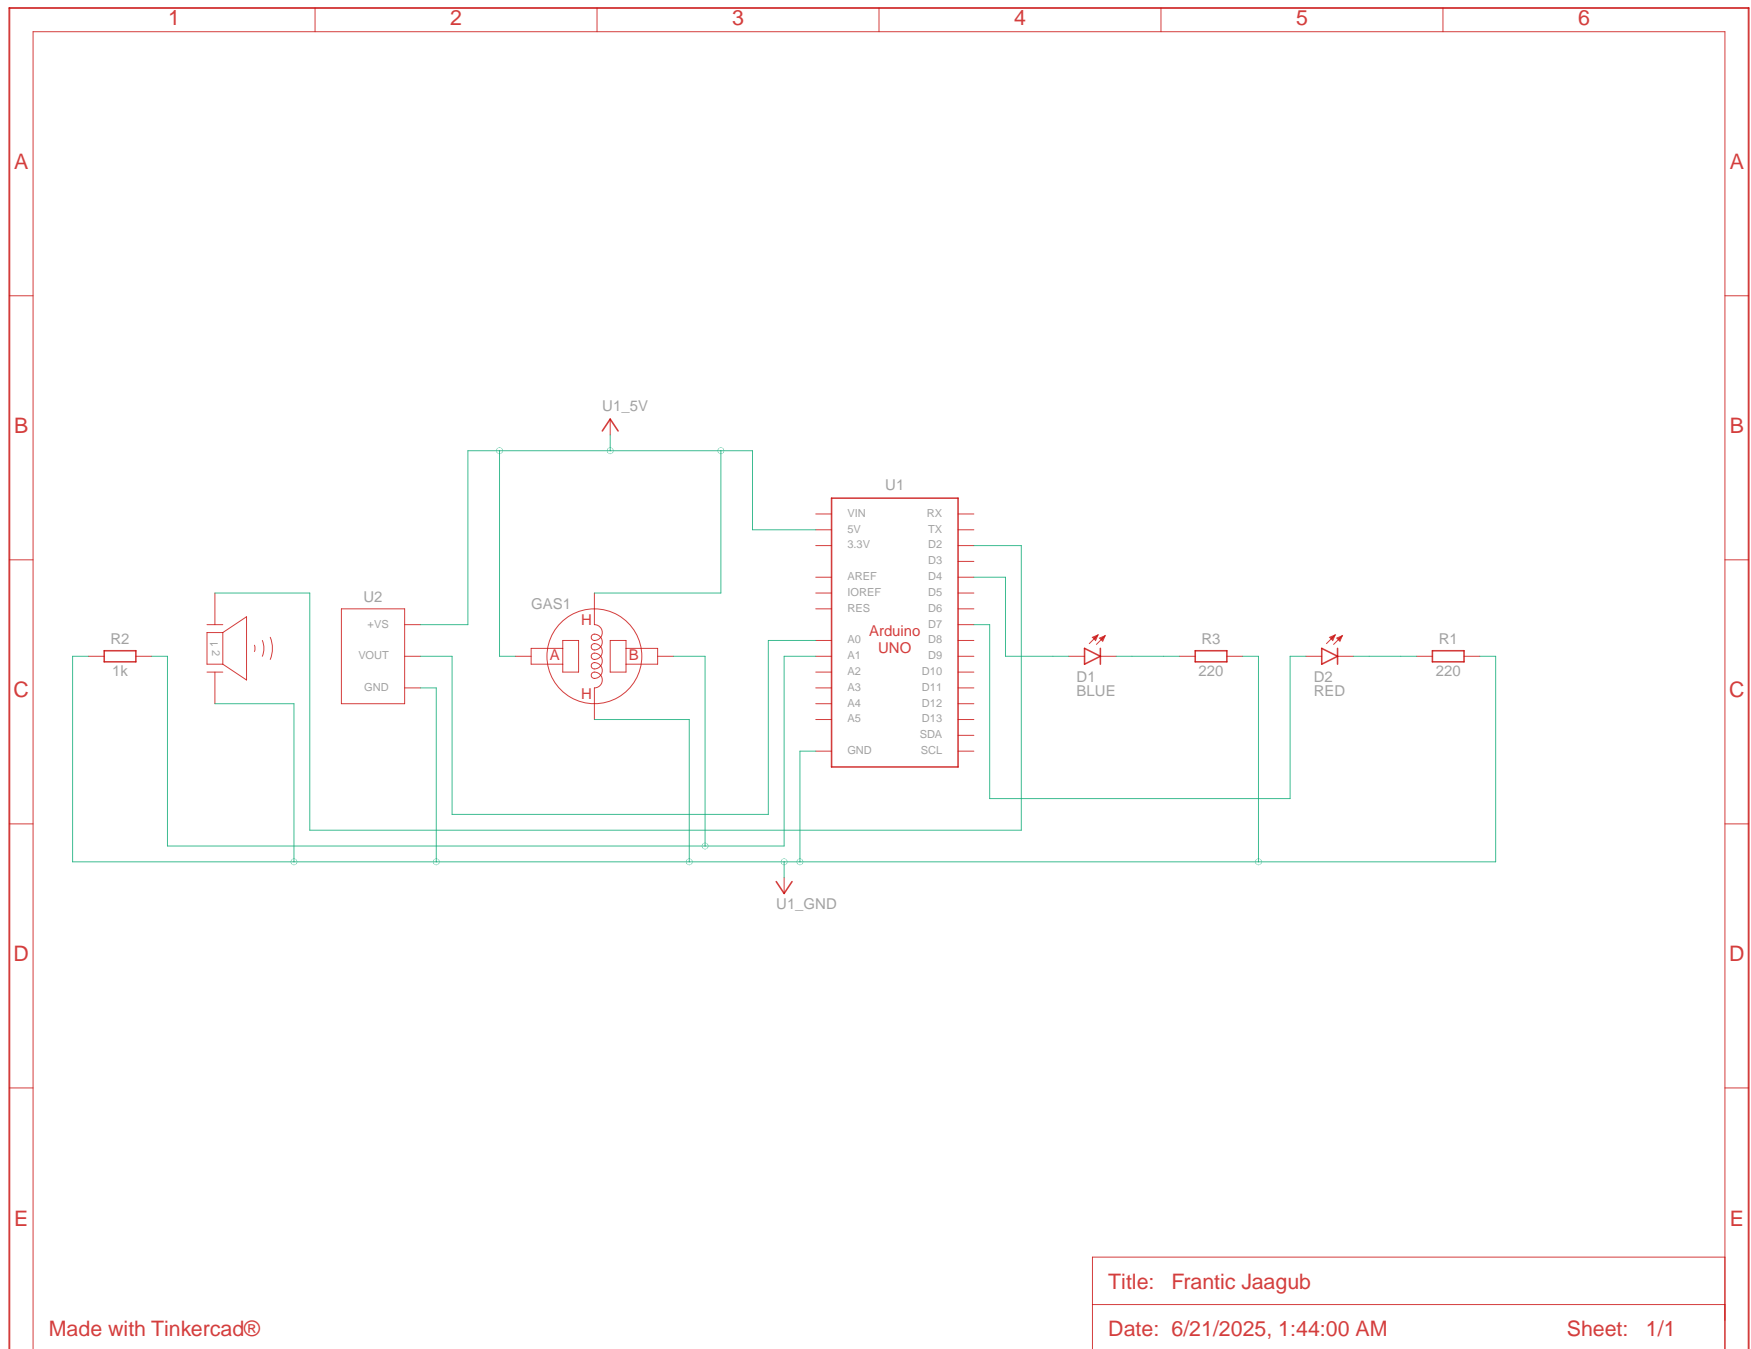 1 2 3 4 5 6
A A
B B
C C
D D
E E
U1_5V
U1
VIN RX
5V TX
3.3V D2
D3
AREF D4
IOREF D5
RES D6
D7
A0 D8
A1 D9
A2 D10
A3 D11
A4 D12
A5 D13
SDA
GND SCL
Arduino
UNO
R2
1k
1 2
U2
+VS
VOUT
GND
GAS1
H
A B
H
D1
BLUE
R3
220
D2
RED
R1
220
U1_GND
Title: Frantic Jaagub
Date: 6/21/2025, 1:44:00 AM Sheet: 1/1
Made with Tinkercad®